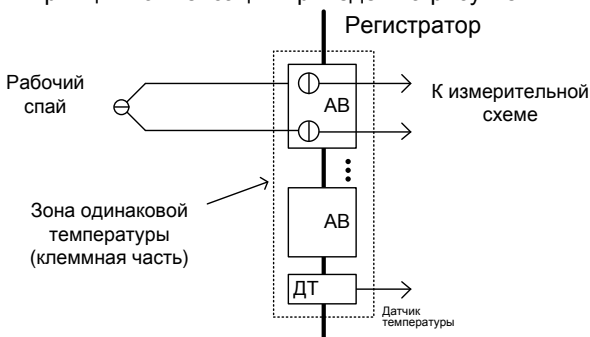 Регистратор
Рабочий
спай
АВ
К измерительной
схеме
АВ
Зона одинаковой
температуры
(клеммная часть)
ДТ
Датчик
температуры